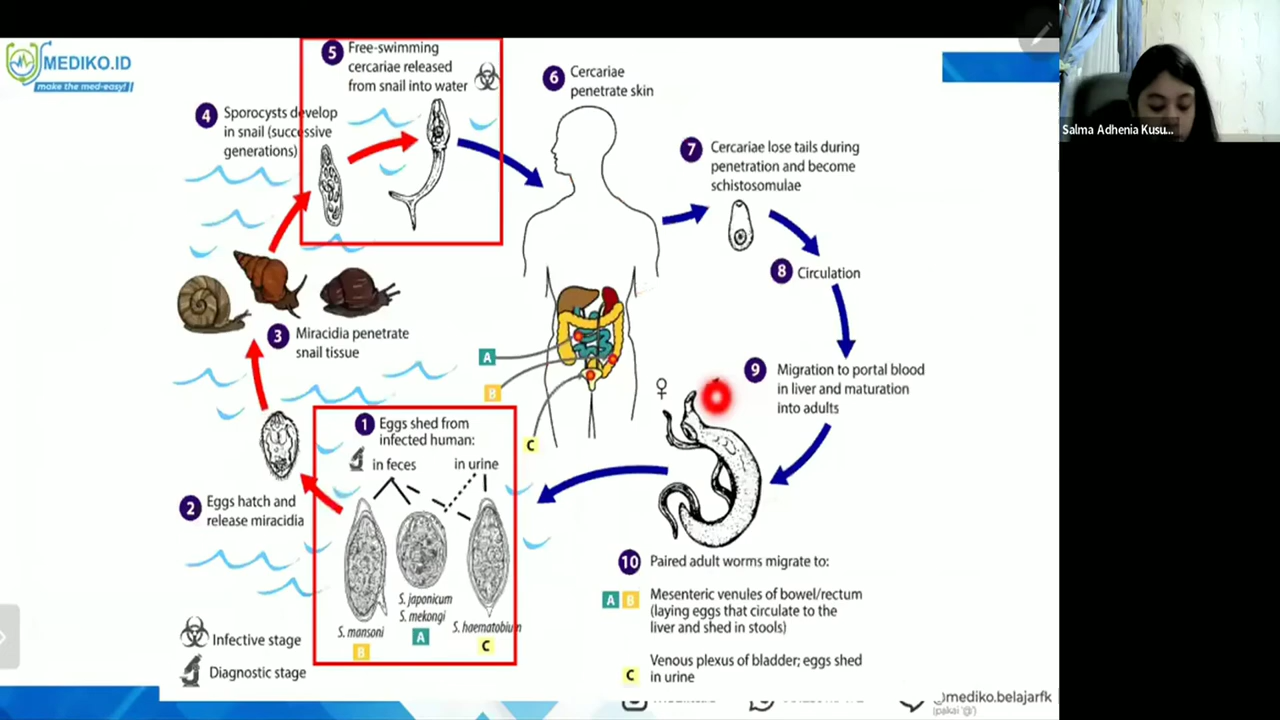 MEDIKO.ID
make the med-easy!
5
Free-swimming
cercariae released
from snail into water
6
Cercariae
penetrate skin
4
Sporocysts develop
in snail (successive
generations)
7
Cercariae lose tails during
penetration and become
schistosomulae
8
Circulation
3
Miracidia penetrate
snail tissue
A
B
C
9
Migration to portal blood
in liver and maturation
into adults
♀
1
Eggs shed from
infected human:
in feces
in urine
2
Eggs hatch and
release miracidia
S. japonicum
S. mekongi
A
S. mansoni
B
S. haematobium
C
10
Paired adult worms migrate to:
A B
Mesenteric venules of bowel/rectum
(laying eggs that circulate to the
liver and shed in stools)
C
Venous plexus of bladder; eggs shed
in urine
Infective stage
Diagnostic stage
@mediko.belajarfk
(pakai '@')
Salma Adhenia Kusu...